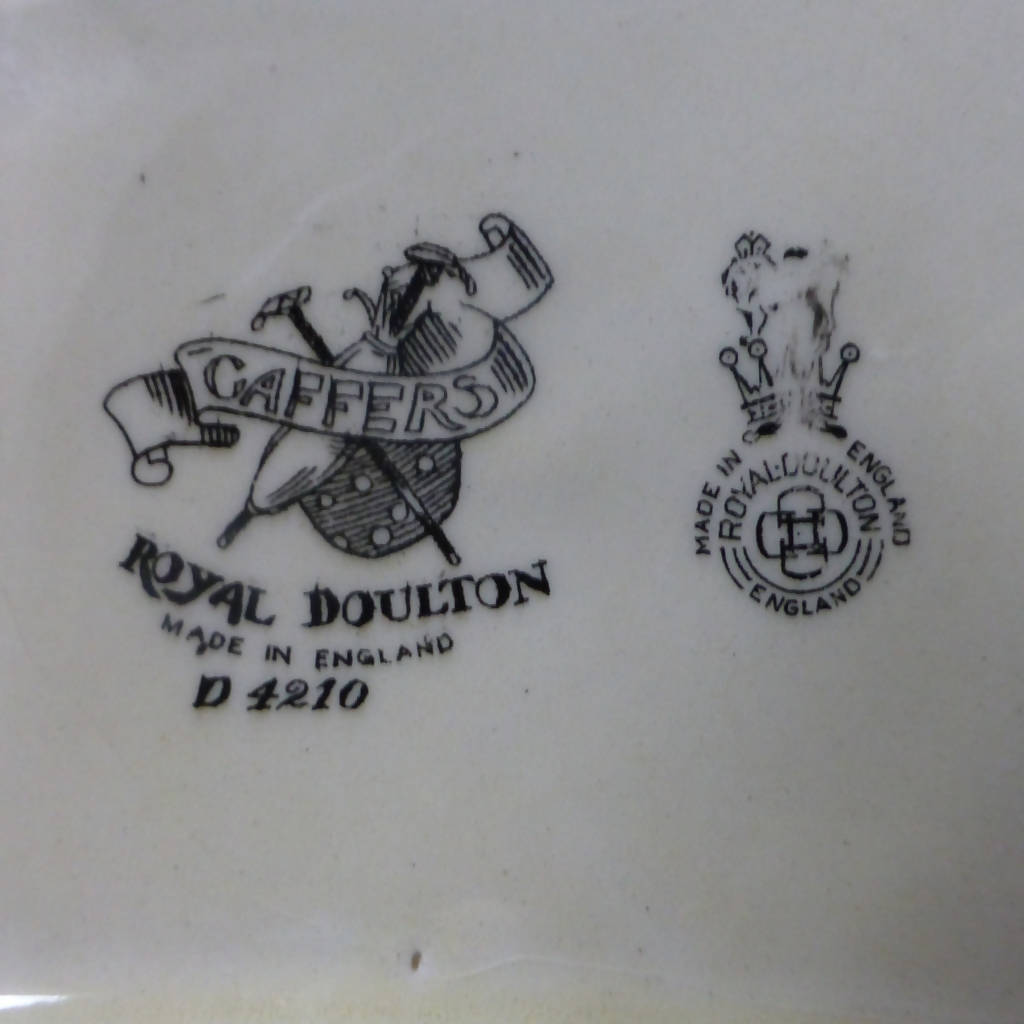 GAFFERS
ROYAL DOULTON
MADE IN ENGLAND
D 4210
MADE IN ENGLAND
ROYAL DOULTON
ENGLAND